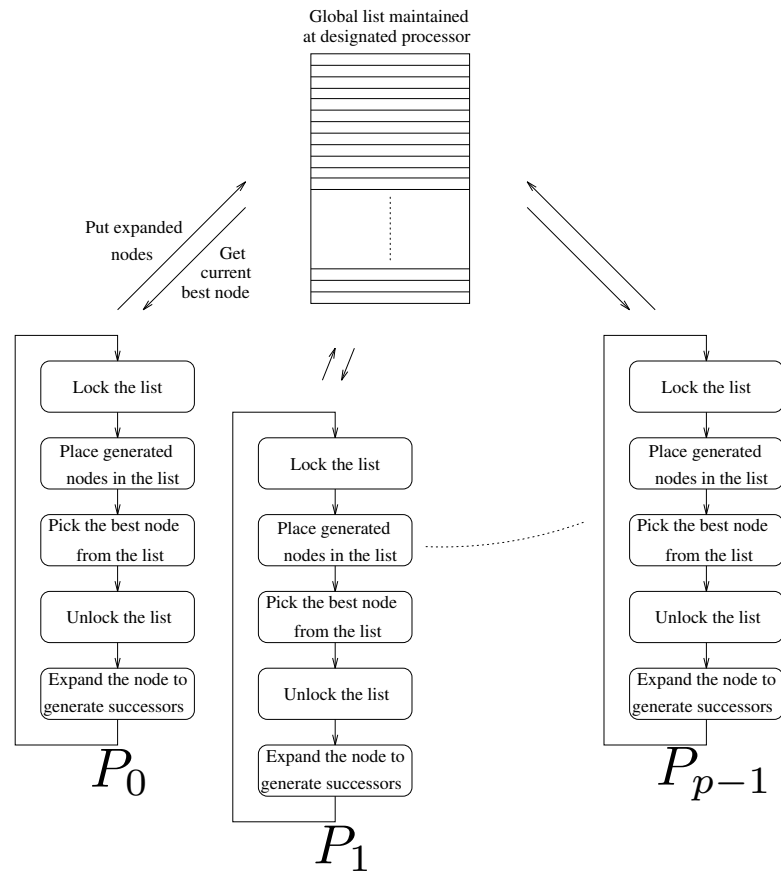 Global list maintained
at designated processor
Put expanded
nodes
Get
current
best node
Lock the list
Place generated
nodes in the list
Pick the best node
from the list
Unlock the list
Expand the node to
generate successors
P_0
Lock the list
Place generated
nodes in the list
Pick the best node
from the list
Unlock the list
Expand the node to
generate successors
P_1
Lock the list
Place generated
nodes in the list
Pick the best node
from the list
Unlock the list
Expand the node to
generate successors
P_{p-1}